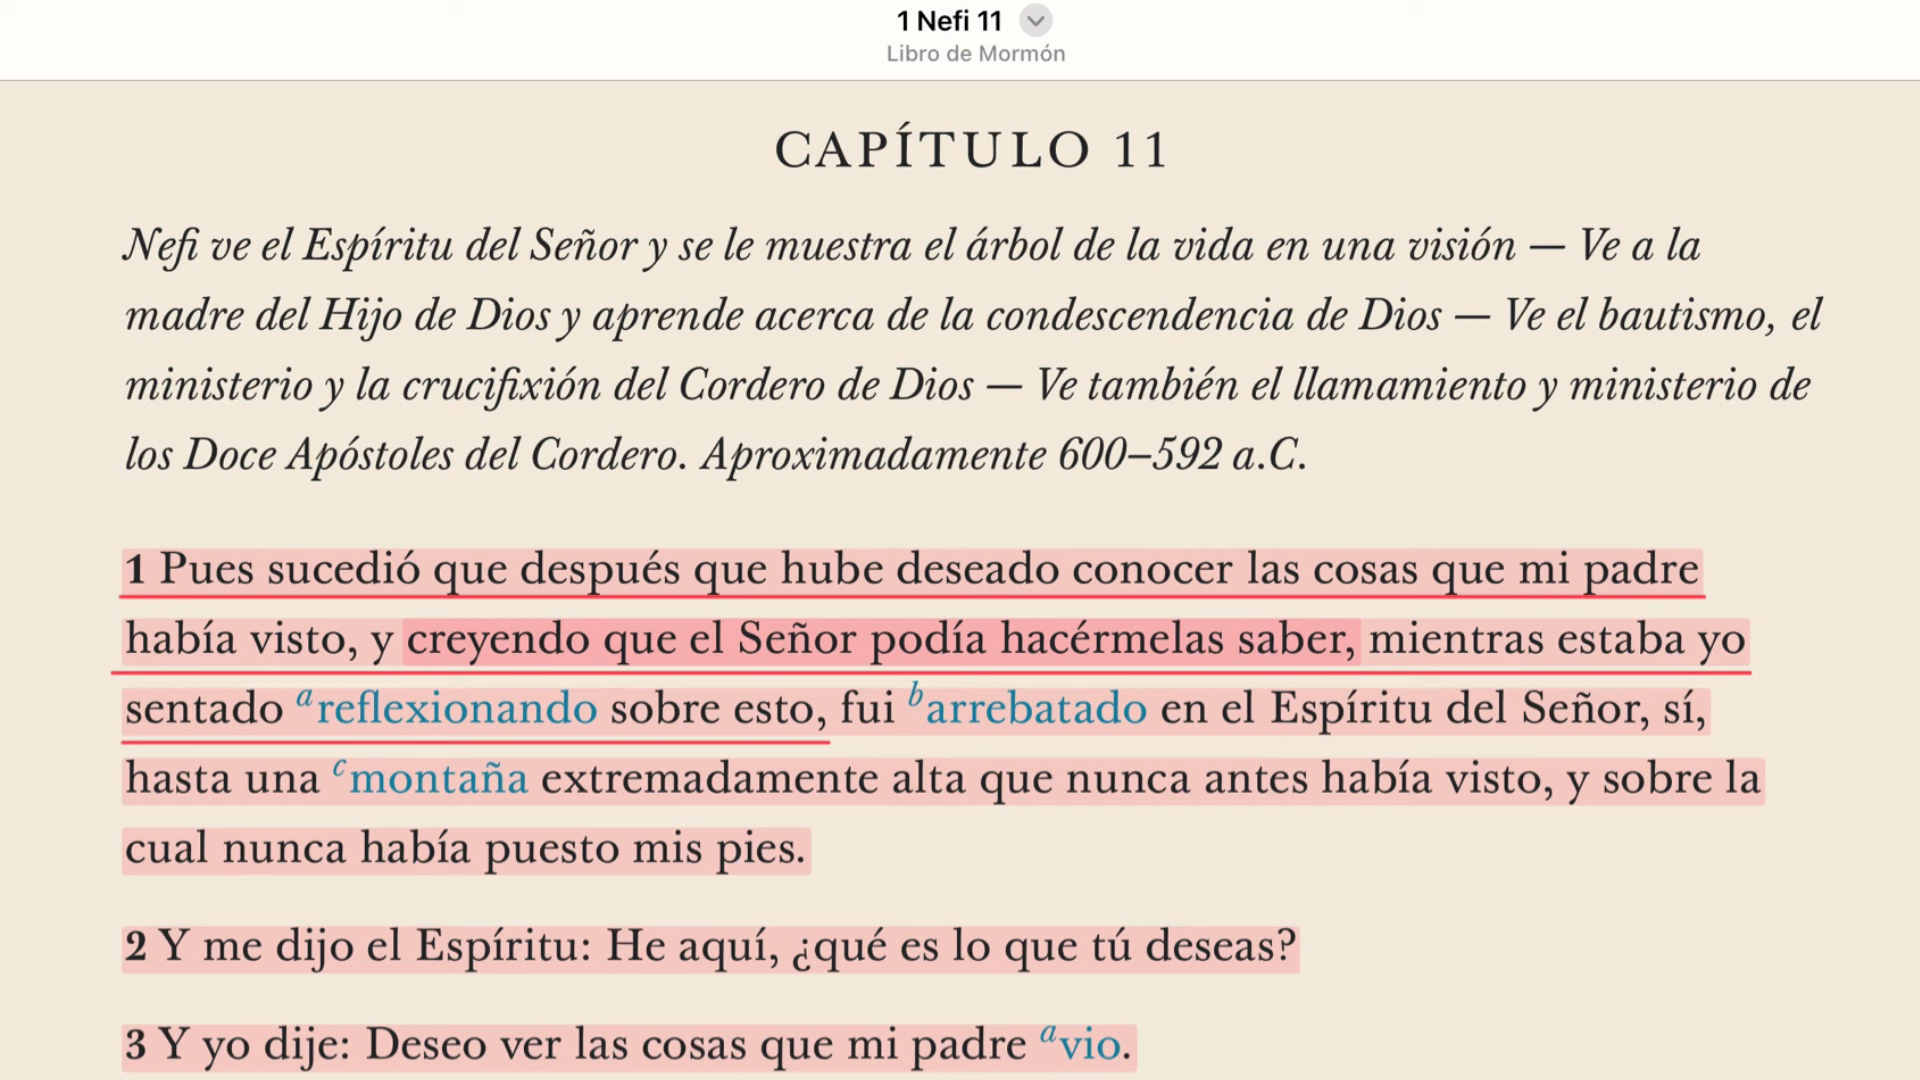 1 Nefi 11
Libro de Mormón
CAPÍTULO 11
Nefi ve el Espíritu del Señor y se le muestra el árbol de la vida en una visión — Ve a la
madre del Hijo de Dios y aprende acerca de la condescendencia de Dios — Ve el bautismo, el
ministerio y la crucifixión del Cordero de Dios — Ve también el llamamiento y ministerio de
los Doce Apóstoles del Cordero. Aproximadamente 600–592 a.C.
1 Pues sucedió que después que hube deseado conocer las cosas que mi padre
había visto, y creyendo que el Señor podía hacérmelas saber, mientras estaba yo
sentado a reflexionando sobre esto, fui b arrebatado en el Espíritu del Señor, sí,
hasta una c montaña extremadamente alta que nunca antes había visto, y sobre la
cual nunca había puesto mis pies.
2 Y me dijo el Espíritu: He aquí, ¿qué es lo que tú deseas?
3 Y yo dije: Deseo ver las cosas que mi padre a vio.